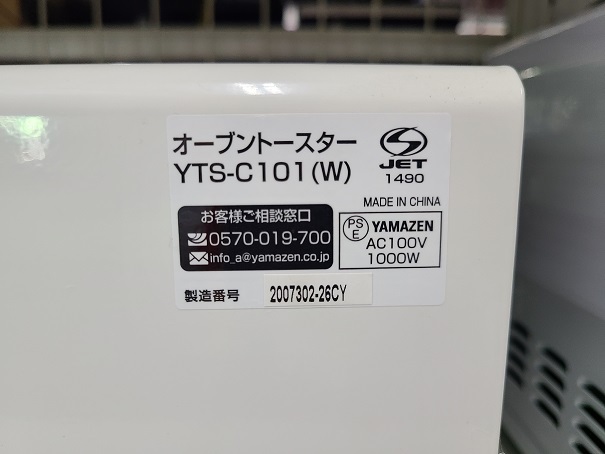 オーブントースター
YTS-C101(W)
S
JET
1490
MADE IN CHINA
お客様ご相談窓口
0570-019-700
info_a@yamazen.co.jp
PS
E
YAMAZEN
AC100V
1000W
製造番号
2007302-26CY